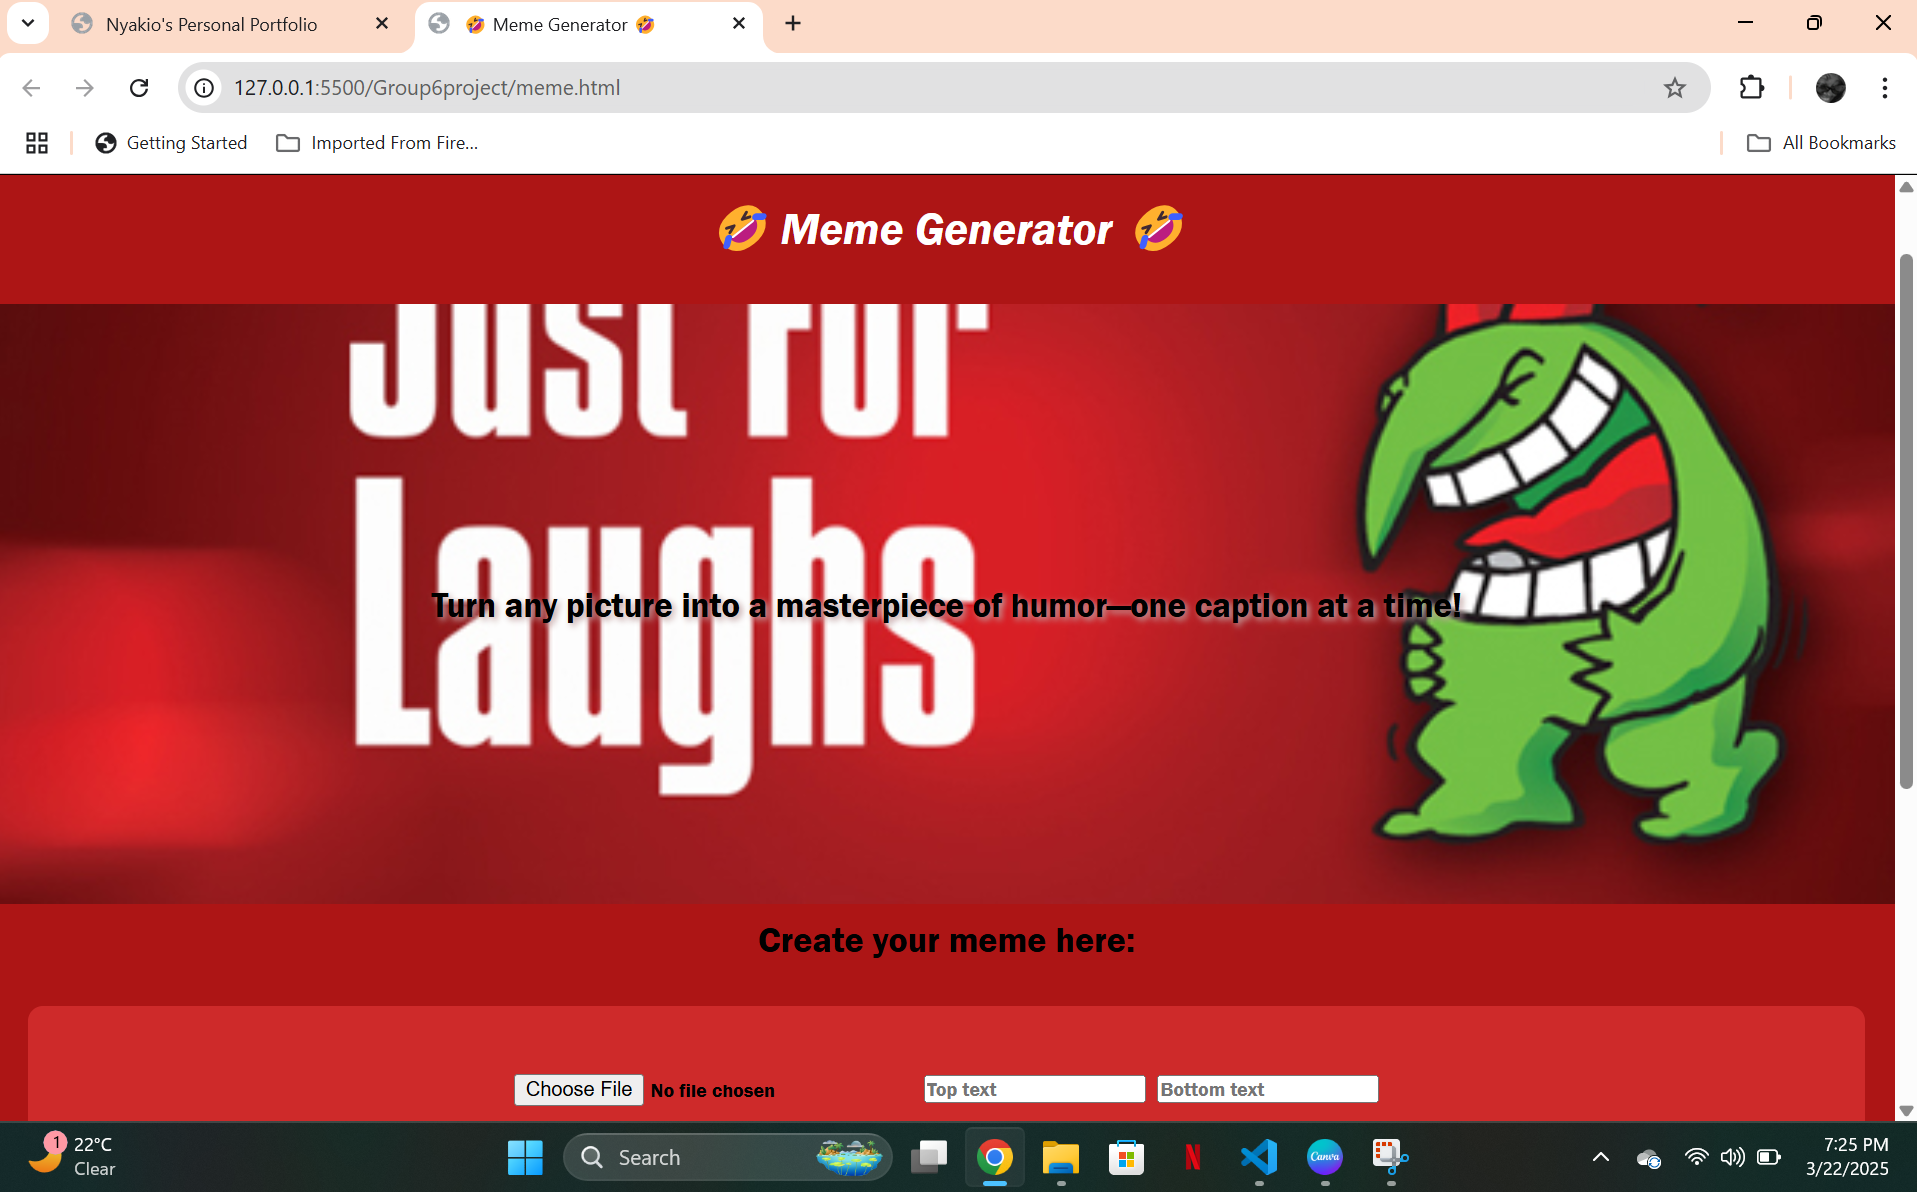 Nyakio's Personal Portfolio
🤣 Meme Generator 🤣
127.0.0.1:5500/Group6project/meme.html
Getting Started
Imported From Fire...
All Bookmarks
🤣 Meme Generator 🤣
Just For
Laughs
Turn any picture into a masterpiece of humor—one caption at a time!
Create your meme here:
Choose File No file chosen
Top text
Bottom text
1
22°C
Clear
Search
N
Canva
7:25 PM
3/22/2025